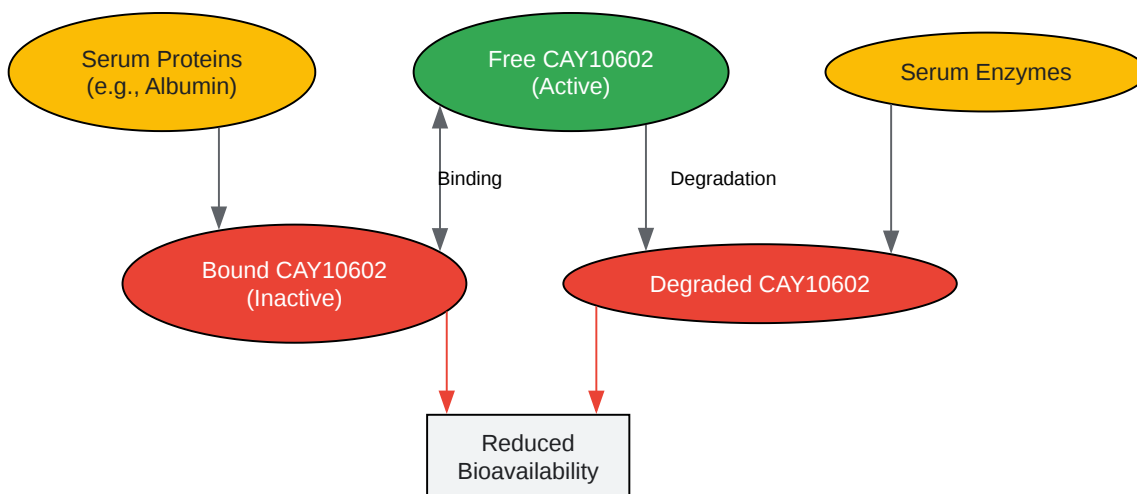 Serum Proteins
(e.g., Albumin)
Free CAY10602
(Active)
Serum Enzymes
Binding
Degradation
Bound CAY10602
(Inactive)
Degraded CAY10602
Reduced
Bioavailability